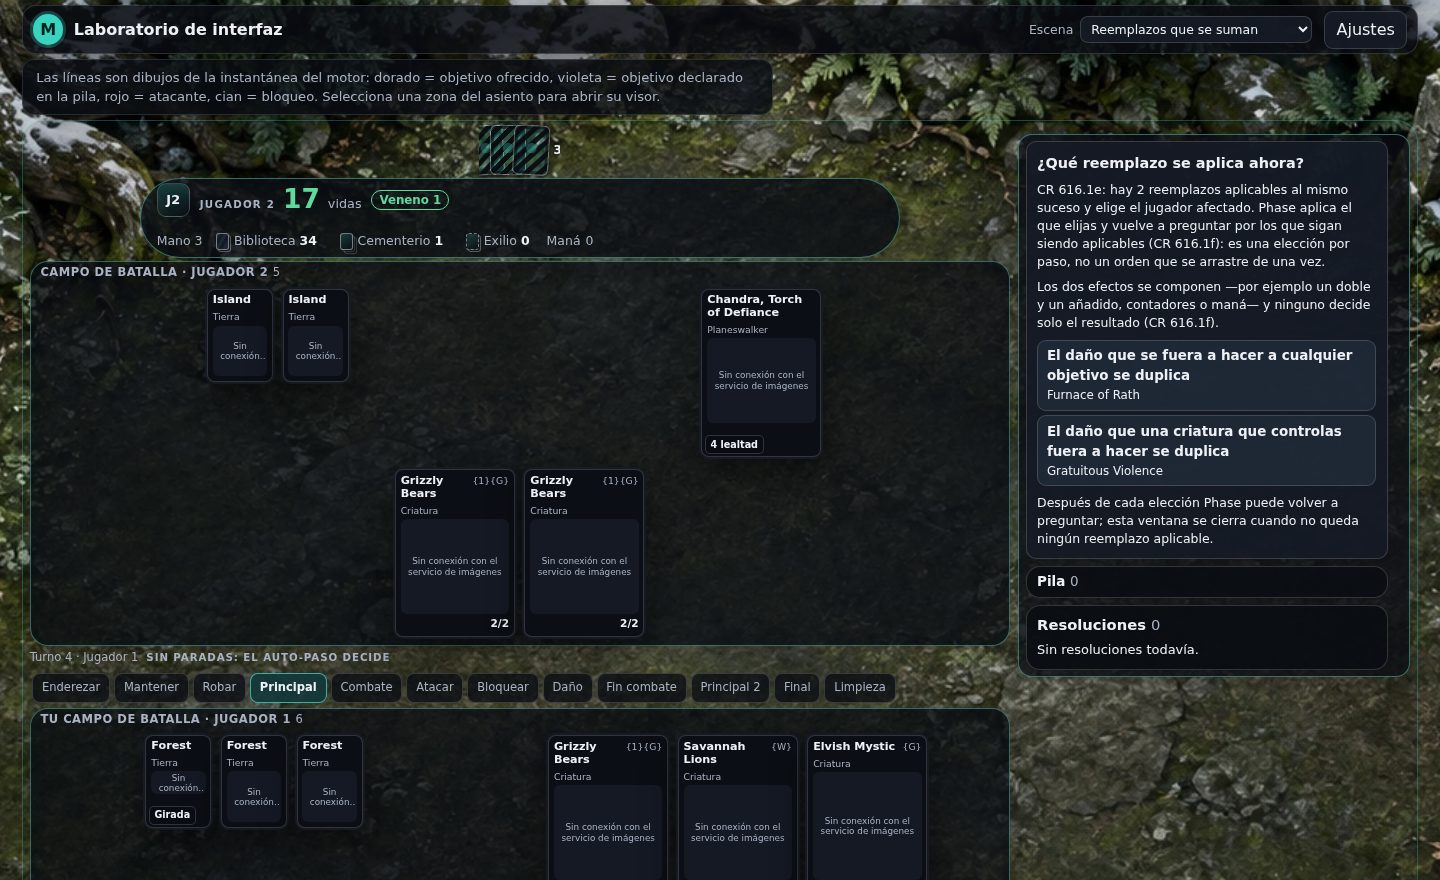 M Laboratorio de interfaz
Escena Reemplazos que se suman Ajustes
Las líneas son dibujos de la instantánea del motor: dorado = objetivo ofrecido, violeta = objetivo declarado
en la pila, rojo = atacante, cian = bloqueo. Selecciona una zona del asiento para abrir su visor.
3
J2 JUGADOR 2 17 vidas Veneno 1
Mano 3 Biblioteca 34 Cementerio 1 Exilio 0 Maná 0
CAMPO DE BATALLA · JUGADOR 2 5
Island
Tierra
Sin
conexión..
Island
Tierra
Sin
conexión..
Chandra, Torch
of Defiance
Planeswalker
Sin conexión con el
servicio de imágenes
4 lealtad
Grizzly
Bears
{1}{G}
Criatura
Sin conexión con el
servicio de imágenes
2/2
Grizzly
Bears
{1}{G}
Criatura
Sin conexión con el
servicio de imágenes
2/2
Turno 4 · Jugador 1 SIN PARADAS: EL AUTO-PASO DECIDE
Enderezar Mantener Robar Principal Combate Atacar Bloquear Daño Fin combate Principal 2 Final Limpieza
TU CAMPO DE BATALLA · JUGADOR 1 6
Forest
Tierra
Sin
conexión..
Girada
Forest
Tierra
Sin
conexión..
Forest
Tierra
Sin
conexión..
Grizzly
Bears
{1}{G}
Criatura
Sin conexión con el
servicio de imágenes
Savannah
Lions
{W}
Criatura
Sin conexión con el
servicio de imágenes
Elvish Mystic {G}
Criatura
Sin conexión con el
servicio de imágenes
¿Qué reemplazo se aplica ahora?
CR 616.1e: hay 2 reemplazos aplicables al mismo
suceso y elige el jugador afectado. Phase aplica el
que elijas y vuelve a preguntar por los que sigan
siendo aplicables (CR 616.1f): es una elección por
paso, no un orden que se arrastre de una vez.
Los dos efectos se componen —por ejemplo un doble
y un añadido, contadores o maná— y ninguno decide
solo el resultado (CR 616.1f).
El daño que se fuera a hacer a cualquier
objetivo se duplica
Furnace of Rath
El daño que una criatura que controlas
fuera a hacer se duplica
Gratuitous Violence
Después de cada elección Phase puede volver a
preguntar; esta ventana se cierra cuando no queda
ningún reemplazo aplicable.
Pila 0
Resoluciones 0
Sin resoluciones todavía.